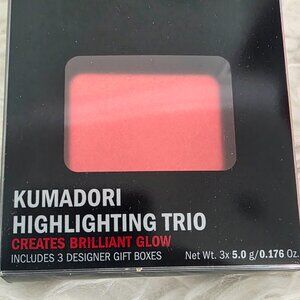 KUMADORI
HIGHLIGHTING TRIO
CREATES BRILLIANT GLOW
INCLUDES 3 DESIGNER GIFT BOXES
Net Wt. 3x 5.0 g/0.176 Oz.